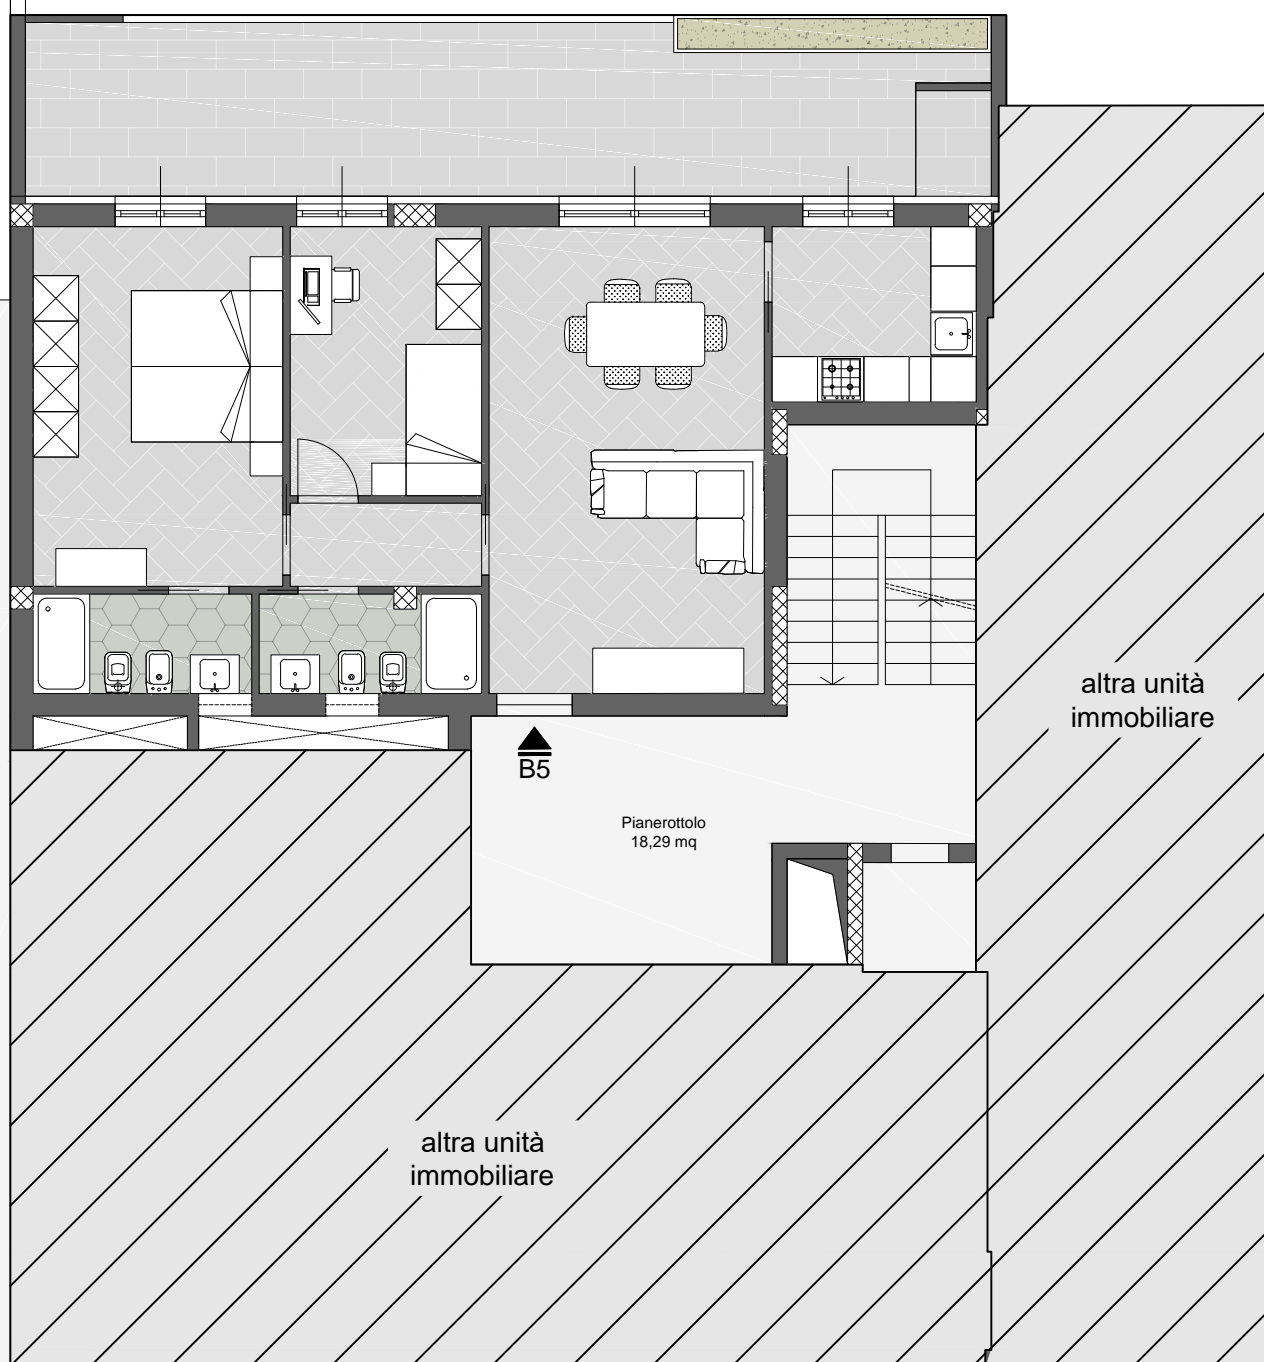 altra unità
immobiliare
B5
Pianerottolo
18,29 mq
altra unità
immobiliare